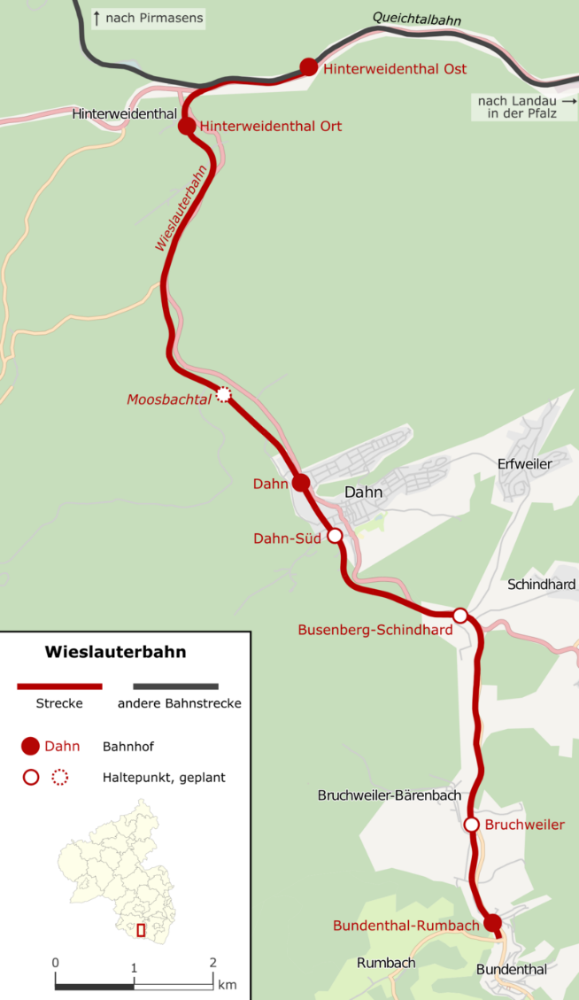 ↑ nach Pirmasens
Queichtalbahn
Hinterweidenthal Ost
nach Landau →
in der Pfalz
Hinterweidenthal
Hinterweidenthal Ort
Wieslauterbahn
Moosbachtal
Erfweiler
Dahn
Dahn
Dahn-Süd
Schindhard
Busenberg-Schindhard
Wieslauterbahn
Strecke
andere Bahnstrecke
Dahn
Bahnhof
Haltepunkt, geplant
Bruchweiler-Bärenbach
Bruchweiler
Bundenthal-Rumbach
Rumbach
Bundenthal
0
1
2
km